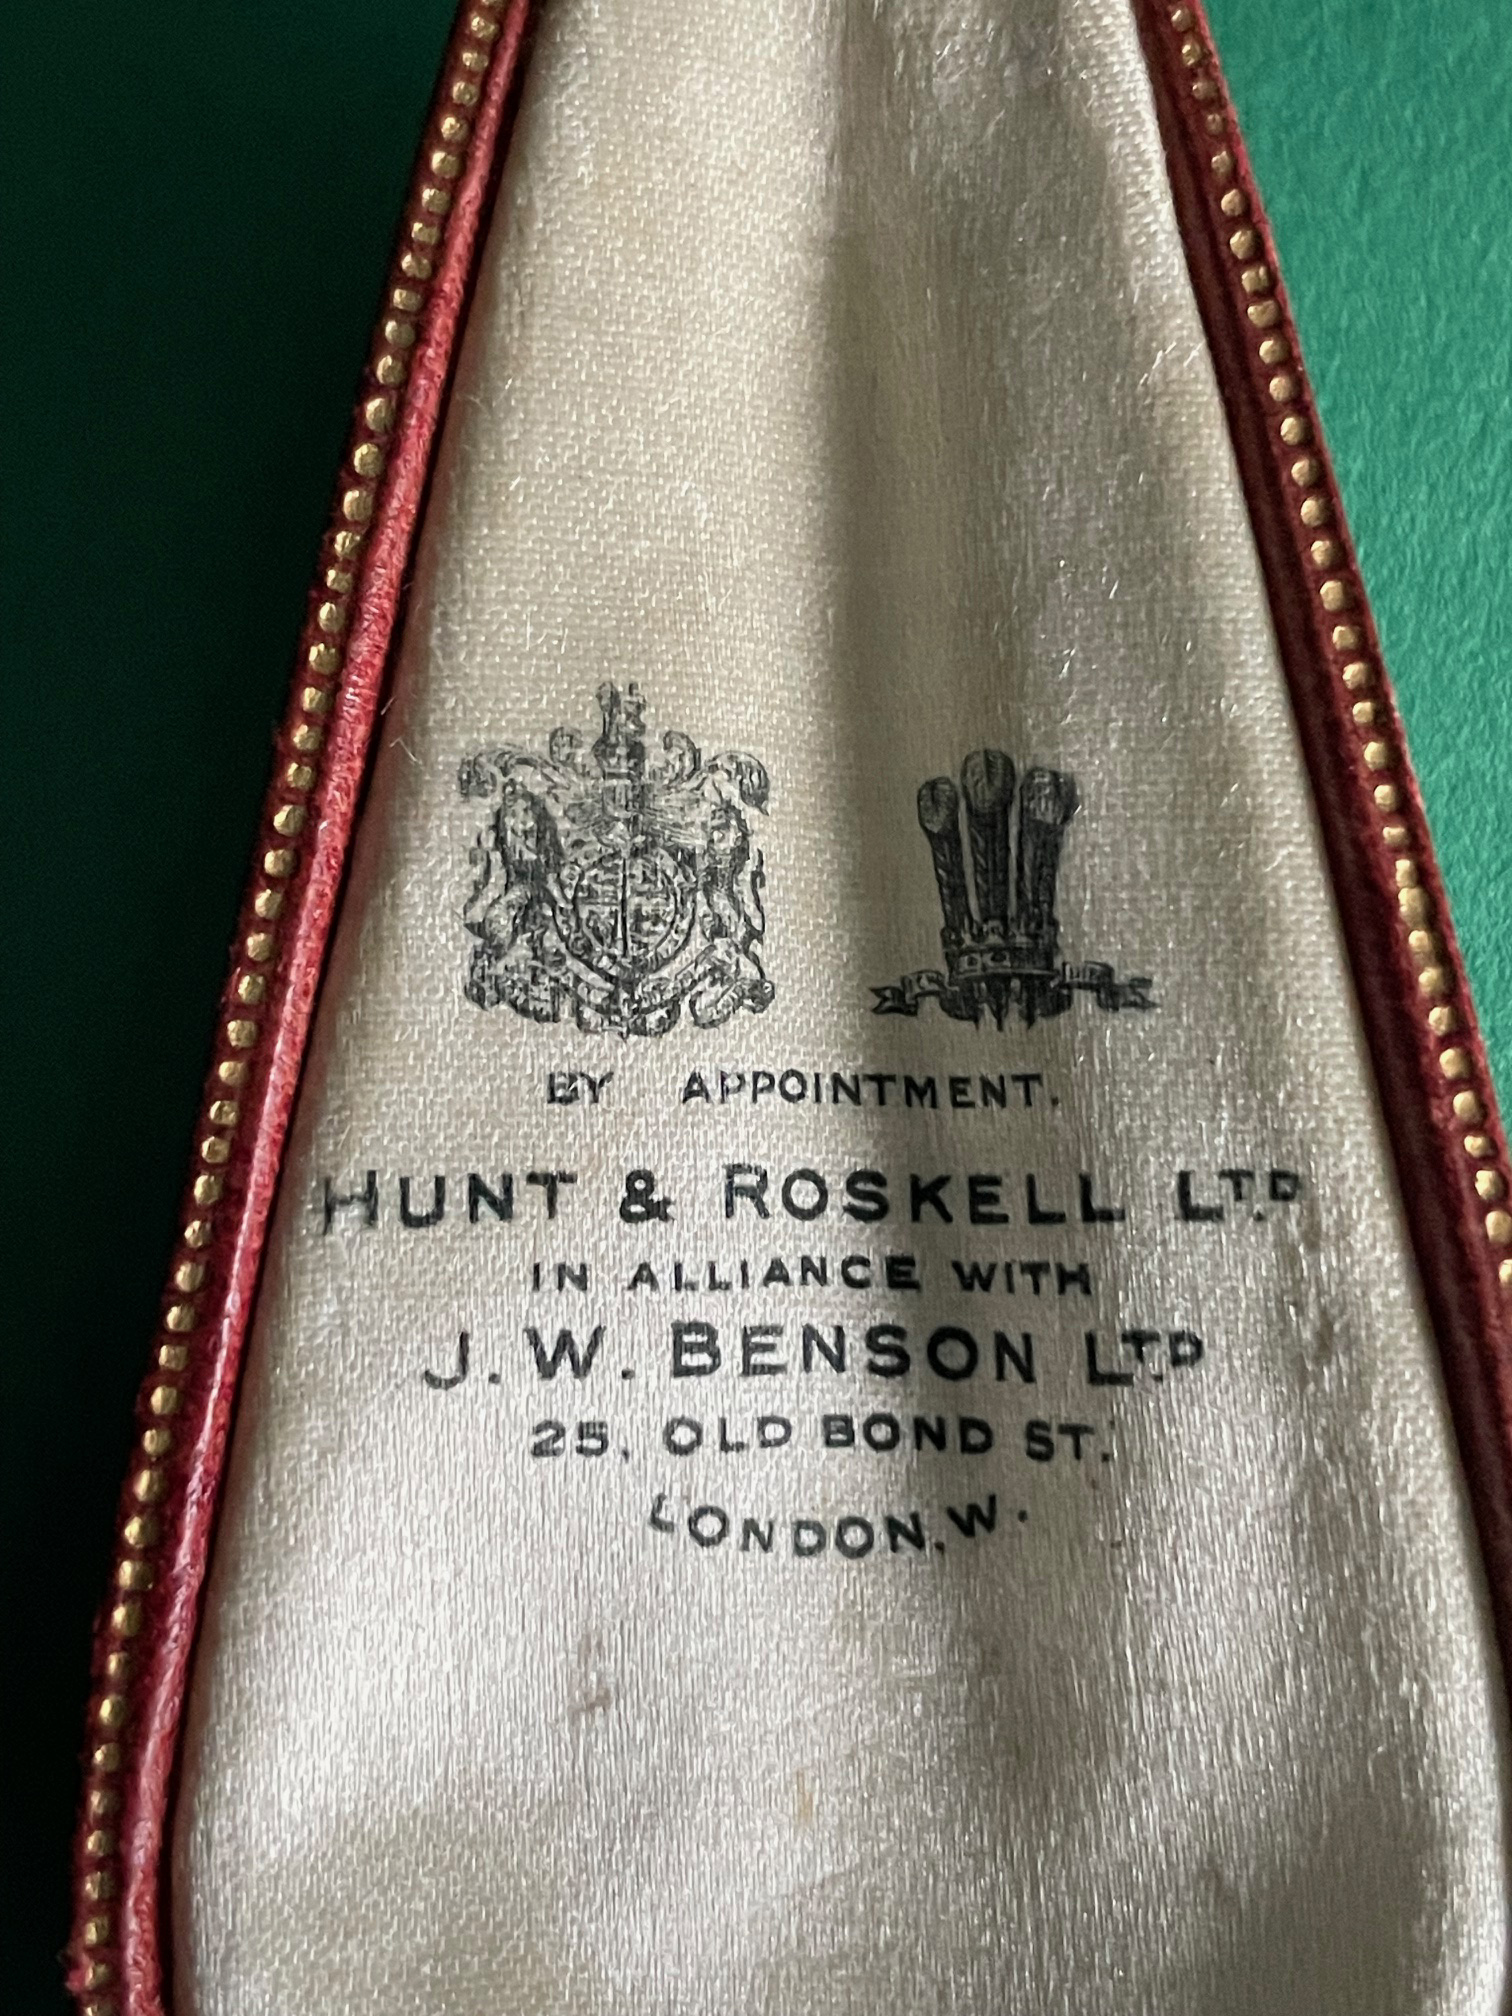 BY APPOINTMENT.
HUNT & ROSKELL LTD
IN ALLIANCE WITH
J. W. BENSON LTD
25, OLD BOND ST.
LONDON, W.